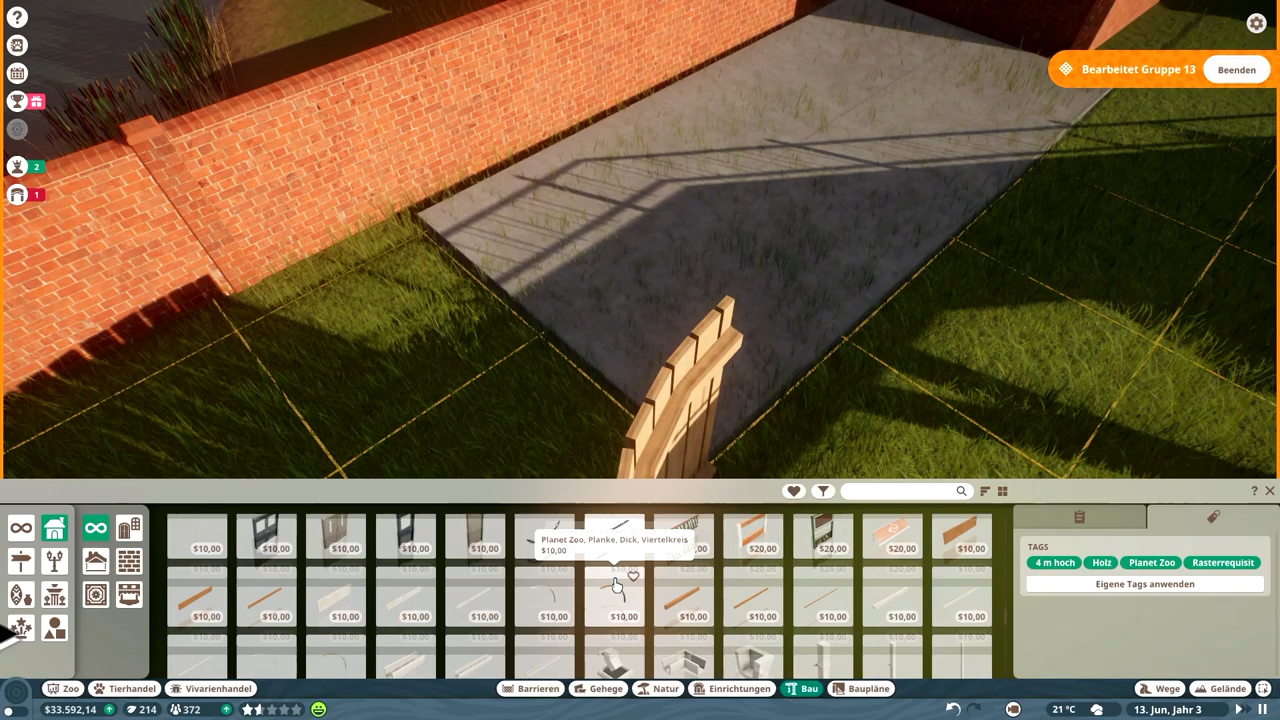 ?
Bearbeitet Gruppe 13
Beenden
2
1
? X
$10,00 $10,00 $10,00 $10,00 $10,00 $20,00 $20,00 $20,00 $10,00
Planet Zoo, Planke, Dick, Viertelkreis
$10,00
$10,00 $10,00 $10,00 $10,00 $10,00 $10,00 $10,00 $10,00 $10,00 $10,00 $10,00 $10,00
TAGS
4 m hoch Holz Planet Zoo Rasterrequisit
Eigene Tags anwenden
Zoo Tierhandel Vivarienhandel Barrieren Gehege Natur Einrichtungen Bau Baupläne Wege Gelände
$33.592,14 214 372 21 °C 13. Jun, Jahr 3